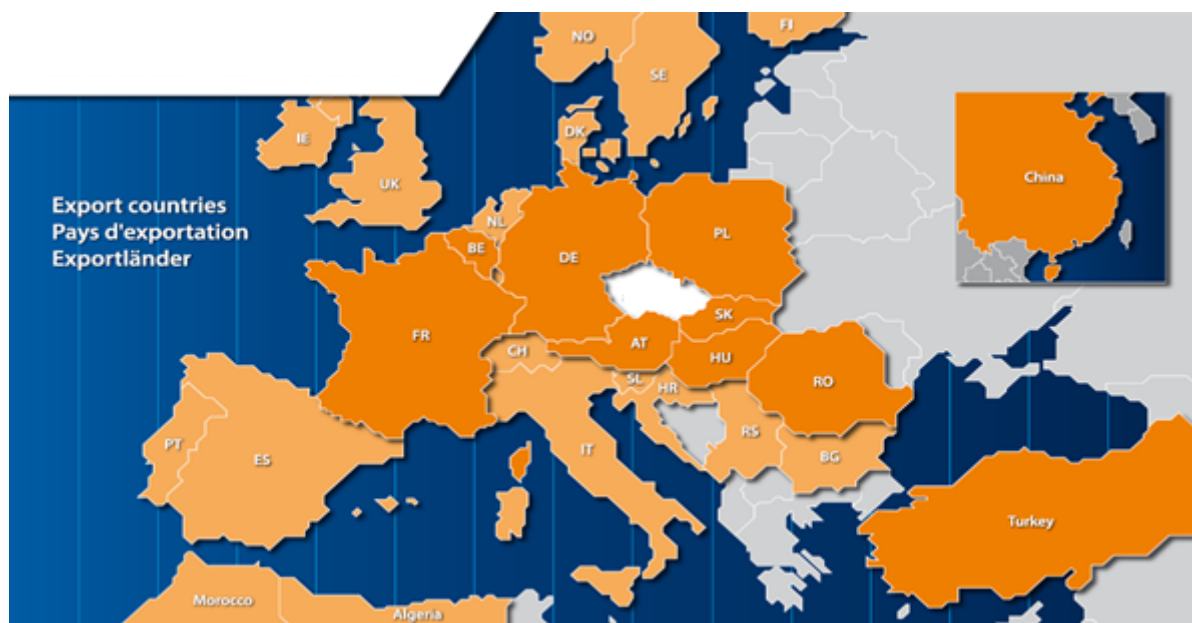 NO
FI
SE
DK
IE
UK
China
Export countries
Pays d'exportation
Exportländer
NL
PL
BE
DE
SK
FR
AT
CH
HU
SL
RO
HR
PT
ES
IT
RS
BG
Turkey
Morocco
Algeria